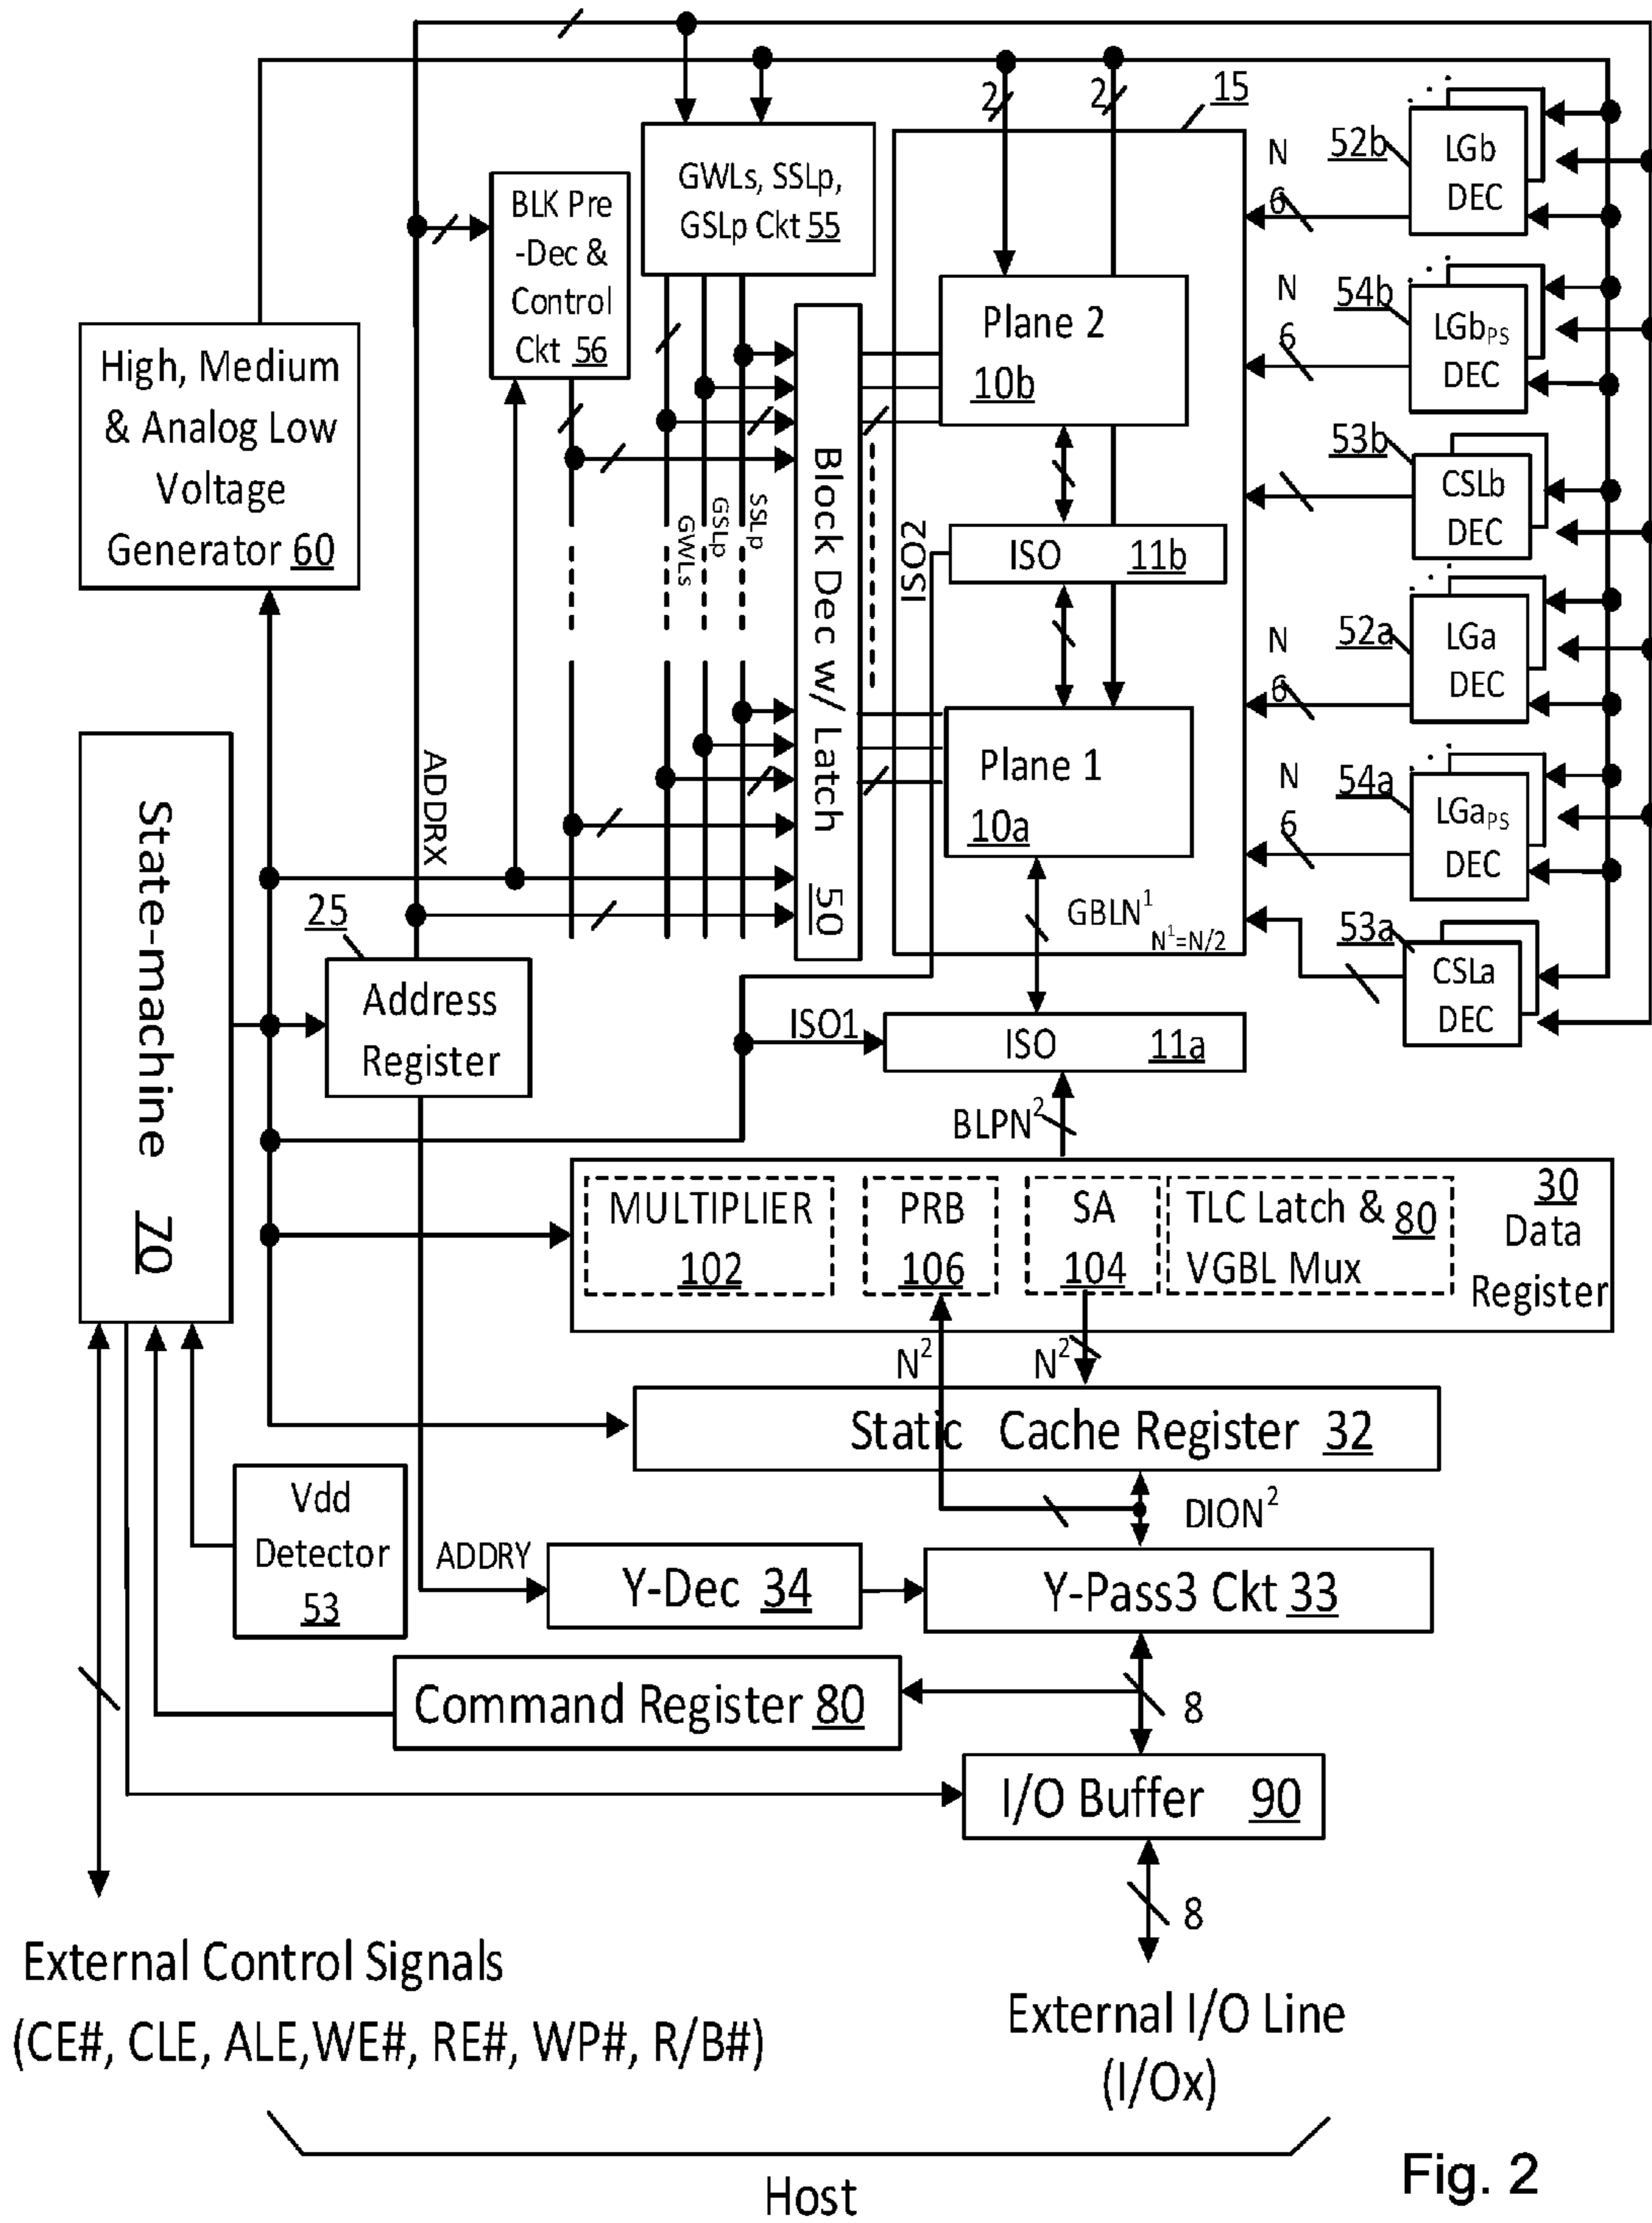 2
2
15
GWLs, SSLp,
GSLp Ckt 55
BLK Pre
-Dec &
Control
Ckt 56
N
6
52b
LGb
DEC
High, Medium
& Analog Low
Voltage
Generator 60
Plane 2
10b
N
6
54b
LGbPS
DEC
53b
CSLb
DEC
GWLs
GSLp
SSLp
Block Dec w/ Latch 50
ISO2
ISO 11b
N
6
52a
LGa
DEC
ADDRX
Plane 1
10a
N
6
54a
LGaPS
DEC
State-machine 70
25
Address
Register
GBLN1
N1=N/2
53a
CSLa
DEC
ISO1
ISO 11a
BLPN2
MULTIPLIER
102
PRB
106
SA
104
TLC Latch & 80
VGBL Mux
30
Data
Register
N2
N2
Static Cache Register 32
Vdd
Detector
53
DION2
ADDRY
Y-Dec 34
Y-Pass3 Ckt 33
Command Register 80
8
I/O Buffer 90
8
External Control Signals
(CE#, CLE, ALE,WE#, RE#, WP#, R/B#)
External I/O Line
(I/Ox)
Host
Fig. 2